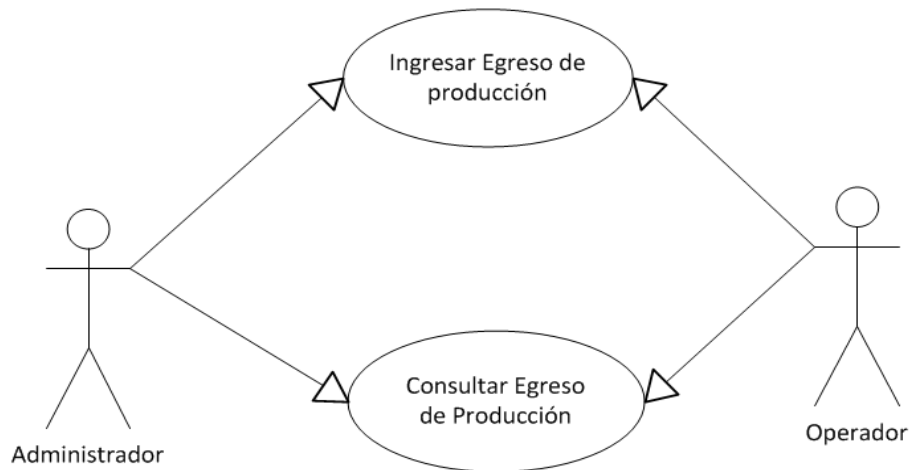 Ingresar Egreso de
producción
Consultar Egreso
de Producción
Administrador
Operador